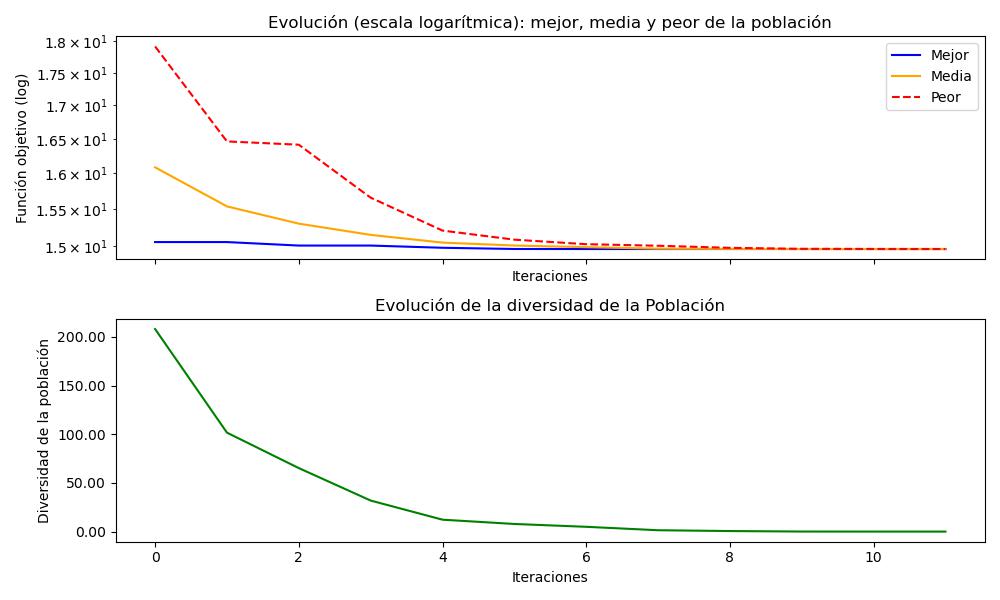 Evolución (escala logarítmica): mejor, media y peor de la población
Función objetivo (log)
1.8 × 10¹
1.75 × 10¹
1.7 × 10¹
1.65 × 10¹
1.6 × 10¹
1.55 × 10¹
1.5 × 10¹
Mejor
Media
Peor
Iteraciones
Evolución de la diversidad de la Población
Diversidad de la población
200.00
150.00
100.00
50.00
0.00
0 2 4 6 8 10
Iteraciones